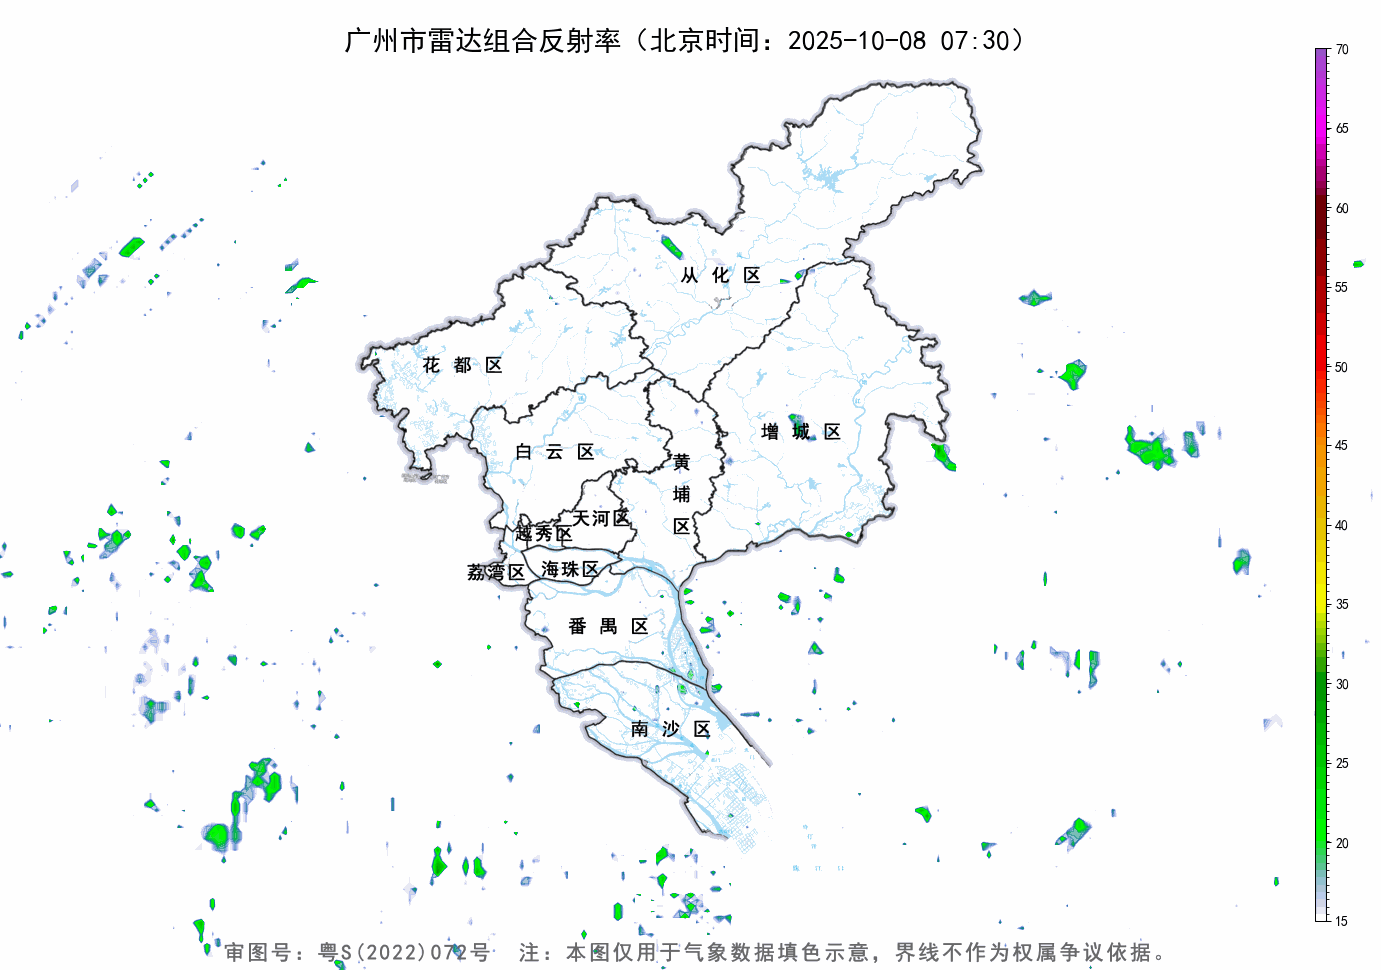 广州市雷达组合反射率（北京时间：2025-10-08 07:30）
70
65
60
55
50
45
40
35
30
25
20
15
从化区
花都区
增城区
白云区
黄埔区
天河区
越秀区
荔湾区
海珠区
番禺区
南沙区
审图号：粤S(2022)072号 注：本图仅用于气象数据填色示意，界线不作为权属争议依据。